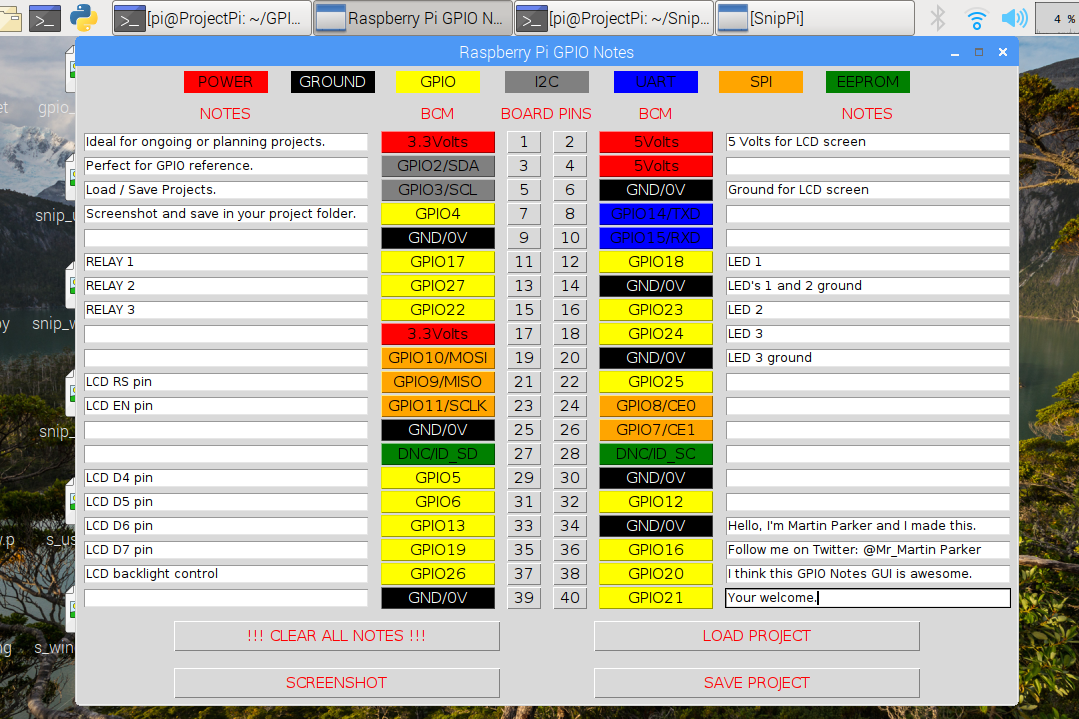 [pi@ProjectPi: ~/GPI... Raspberry Pi GPIO N... [pi@ProjectPi: ~/Snip... [SnipPi] 4 %
Raspberry Pi GPIO Notes
POWER GROUND GPIO I2C UART SPI EEPROM
NOTES BCM BOARD PINS BCM NOTES
Ideal for ongoing or planning projects. 3.3Volts 1 2 5Volts 5 Volts for LCD screen
Perfect for GPIO reference. GPIO2/SDA 3 4 5Volts
Load / Save Projects. GPIO3/SCL 5 6 GND/0V Ground for LCD screen
Screenshot and save in your project folder. GPIO4 7 8 GPIO14/TXD
GND/0V 9 10 GPIO15/RXD
RELAY 1 GPIO17 11 12 GPIO18 LED 1
RELAY 2 GPIO27 13 14 GND/0V LED's 1 and 2 ground
RELAY 3 GPIO22 15 16 GPIO23 LED 2
3.3Volts 17 18 GPIO24 LED 3
GPIO10/MOSI 19 20 GND/0V LED 3 ground
LCD RS pin GPIO9/MISO 21 22 GPIO25
LCD EN pin GPIO11/SCLK 23 24 GPIO8/CE0
GND/0V 25 26 GPIO7/CE1
DNC/ID_SD 27 28 DNC/ID_SC
LCD D4 pin GPIO5 29 30 GND/0V
LCD D5 pin GPIO6 31 32 GPIO12
LCD D6 pin GPIO13 33 34 GND/0V Hello, I'm Martin Parker and I made this.
LCD D7 pin GPIO19 35 36 GPIO16 Follow me on Twitter: @Mr_Martin Parker
LCD backlight control GPIO26 37 38 GPIO20 I think this GPIO Notes GUI is awesome.
GND/0V 39 40 GPIO21 Your welcome.
!!! CLEAR ALL NOTES !!! LOAD PROJECT
SCREENSHOT SAVE PROJECT